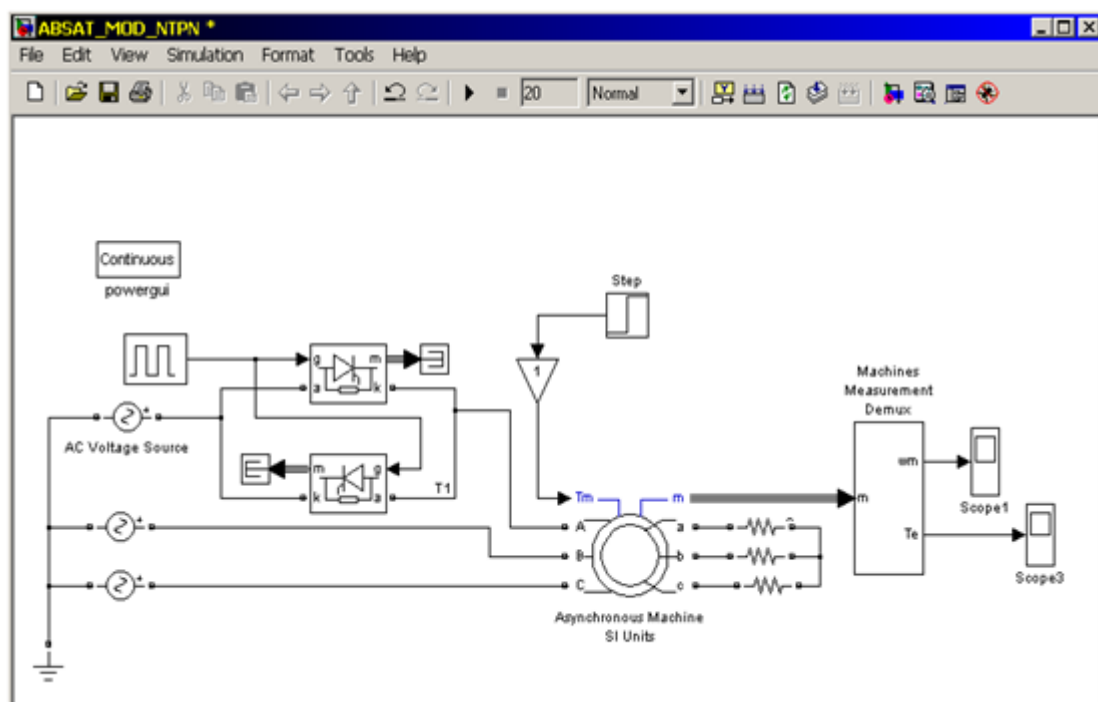 ABSAT_MOD_NTPN *
File Edit View Simulation Format Tools Help
20 Normal
Continuous
powergui
Step
1
g m
a k
AC Voltage Source
m g
k a
T1
Machines
Measurement
Demux
wm
m
Te
Scope1
Scope3
Tm m
A a
B b
C c
Asynchronous Machine
SI Units